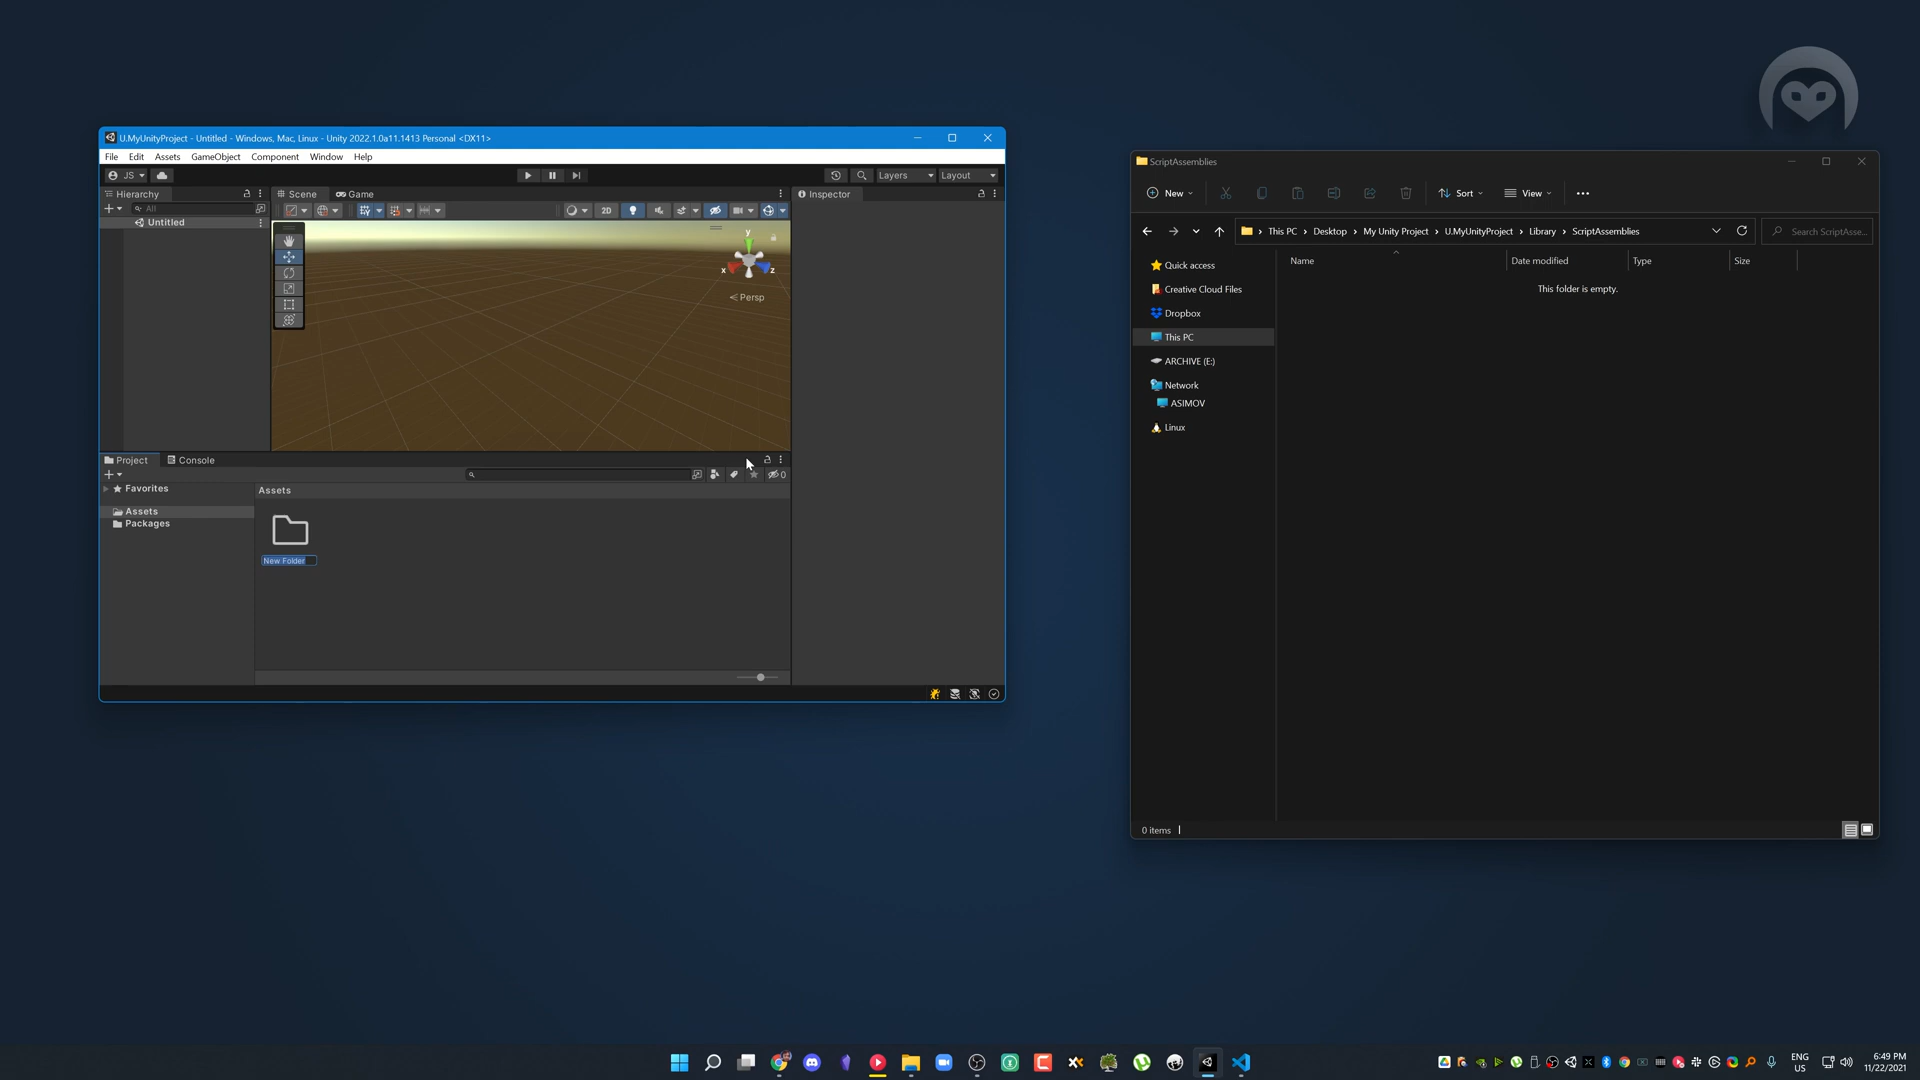 U.MyUnityProject - Untitled - Windows, Mac, Linux - Unity 2022.1.0a11.1413 Personal <DX11>
File Edit Assets GameObject Component Window Help
JS
Layers
Layout
Hierarchy
All
Untitled
Scene
Game
2D
y
x
z
Persp
Inspector
Project
Console
0
Favorites
Assets
Packages
Assets
New Folder
ScriptAssemblies
New
Sort
View
This PC
Desktop
My Unity Project
U.MyUnityProject
Library
ScriptAssemblies
Search ScriptAsse...
Quick access
Creative Cloud Files
Dropbox
This PC
ARCHIVE (E:)
Network
ASIMOV
Linux
Name
Date modified
Type
Size
This folder is empty.
0 items
ENG
US
6:49 PM
11/22/2021